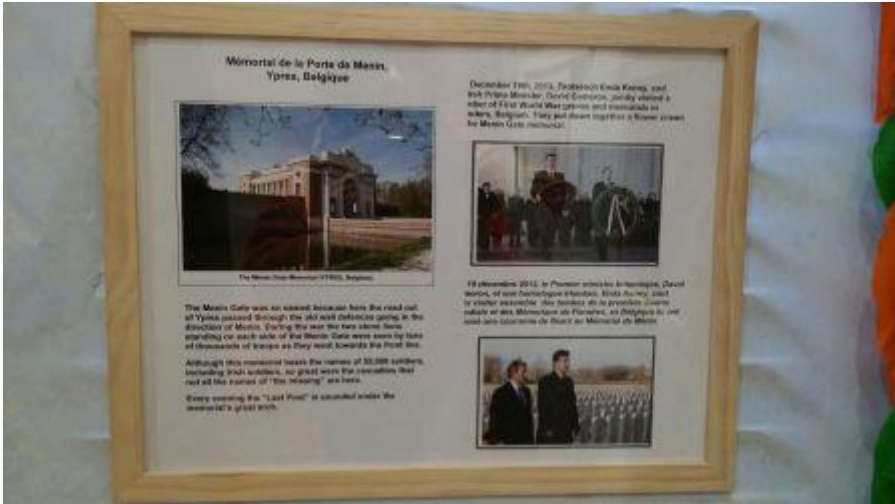 Mémorial de la Porte de Menin,
Ypres, Belgique
The Menin Gate Memorial (YPRES), Belgium.
The Menin Gate was so named because here the road out
of Ypres passed through the old wall defences going in the
direction of Menin. During the war the two stone lions
standing on each side of the Menin Gate were seen by tens
of thousands of troops as they went towards the front line.
Although this memorial bears the names of 55,000 soldiers,
including Irish soldiers, so great were the casualties that
not all the names of "the missing" are here.
Every evening the "Last Post" is sounded under the
memorial's great arch.
December 19th, 2013, Taoiseach Enda Kenny, and
Prime Minister, David Cameron, jointly visited a
of First World War graves and memorials in
Belgium. They put down together a flower crown
Menin Gate memorial.
19 décembre 2013, le Premier ministre britannique, David
et son homologue irlandais, Enda Kenny, sont
visiter ensemble des tombes de la première Guerre
et des Mémoriaux de Flandres, en Belgique
une couronne de fleurs au Mémorial de Menin.